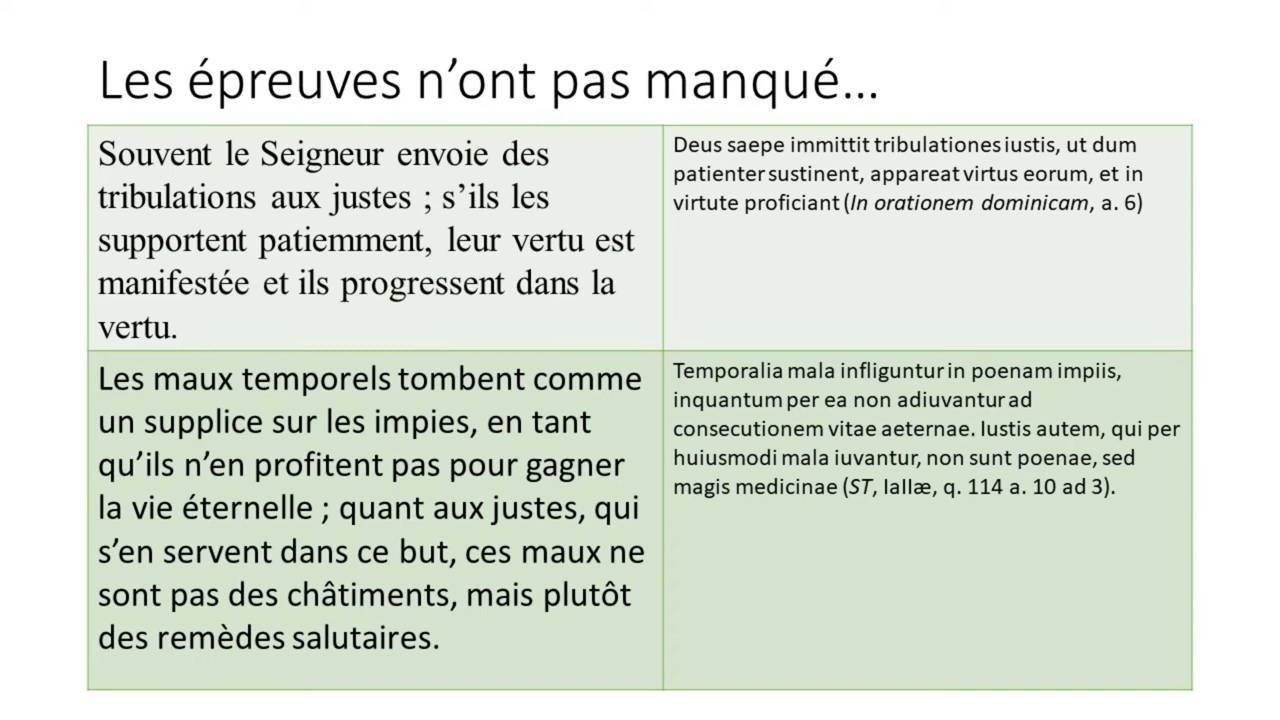 Les épreuves n’ont pas manqué…
Souvent le Seigneur envoie des
tribulations aux justes ; s’ils les
supportent patiemment, leur vertu est
manifestée et ils progressent dans la
vertu.
Deus saepe immittit tribulationes iustis, ut dum
patienter sustinent, appareat virtus eorum, et in
virtute proficiant (In orationem dominicam, a. 6)
Les maux temporels tombent comme
un supplice sur les impies, en tant
qu’ils n’en profitent pas pour gagner
la vie éternelle ; quant aux justes, qui
s’en servent dans ce but, ces maux ne
sont pas des châtiments, mais plutôt
des remèdes salutaires.
Temporalia mala infliguntur in poenam impiis,
inquantum per ea non adiuvantur ad
consecutionem vitae aeternae. Iustis autem, qui per
huiusmodi mala iuvantur, non sunt poenae, sed
magis medicinae (ST, IaIIæ, q. 114 a. 10 ad 3).